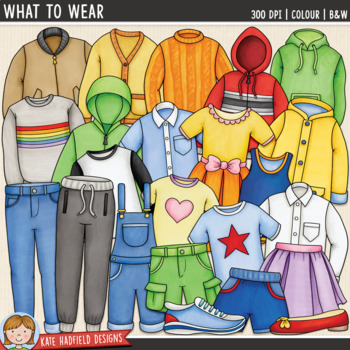 WHAT TO WEAR
300 DPI | COLOUR | B&W
KATE HADFIELD DESIGNS